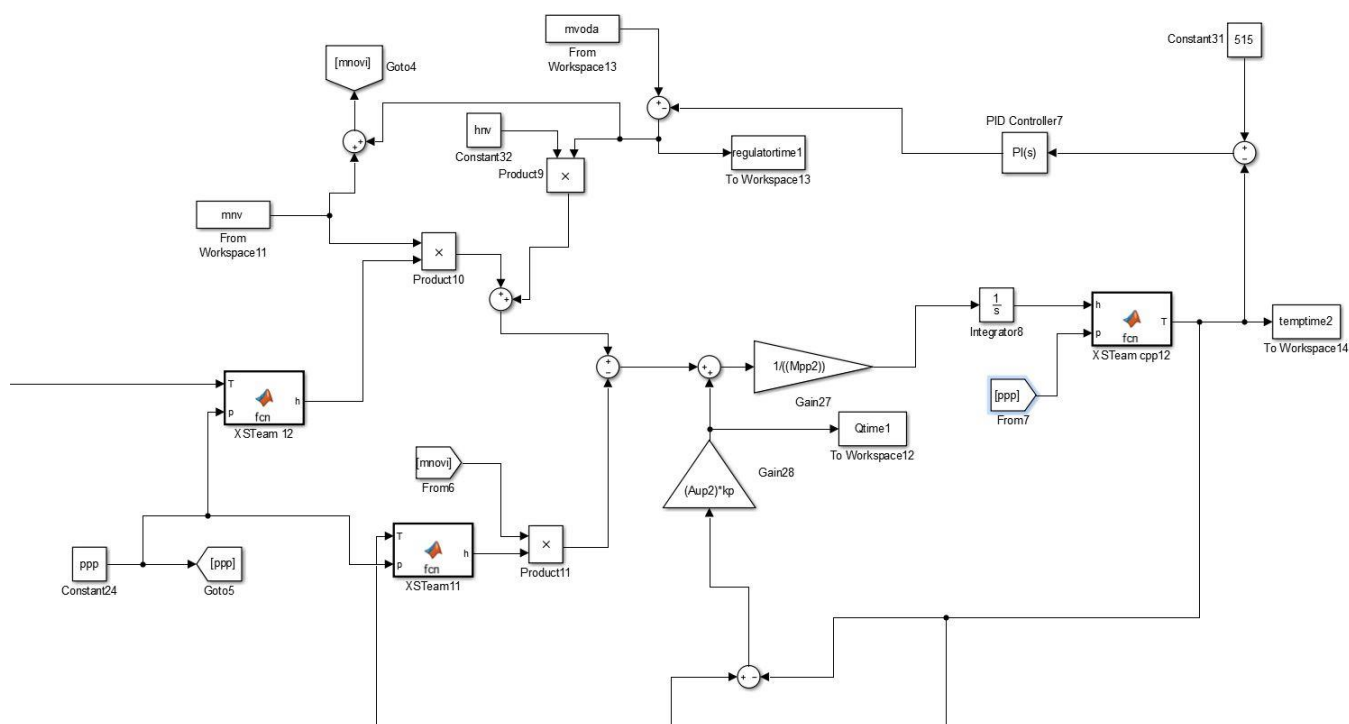 mvoda
From
Workspace13
Constant31
515
[mnovi]
Goto4
+
−
hnv
Constant32
PID Controller7
PI(s)
+
+
regulatortime1
To Workspace13
+
−
Product9
×
mnv
From
Workspace11
×
Product10
+
+
1
s
Integrator8
h
p
T
fcn
XSTeam cpp12
temptime2
To Workspace14
+
−
+
+
1/((Mpp2))
Gain27
T
p
h
fcn
XSTeam 12
[ppp]
From7
Qtime1
To Workspace12
[mnovi]
From6
Gain28
(Aup2)*kp
ppp
Constant24
[ppp]
Goto5
T
p
h
fcn
XSTeam11
×
Product11
+
−